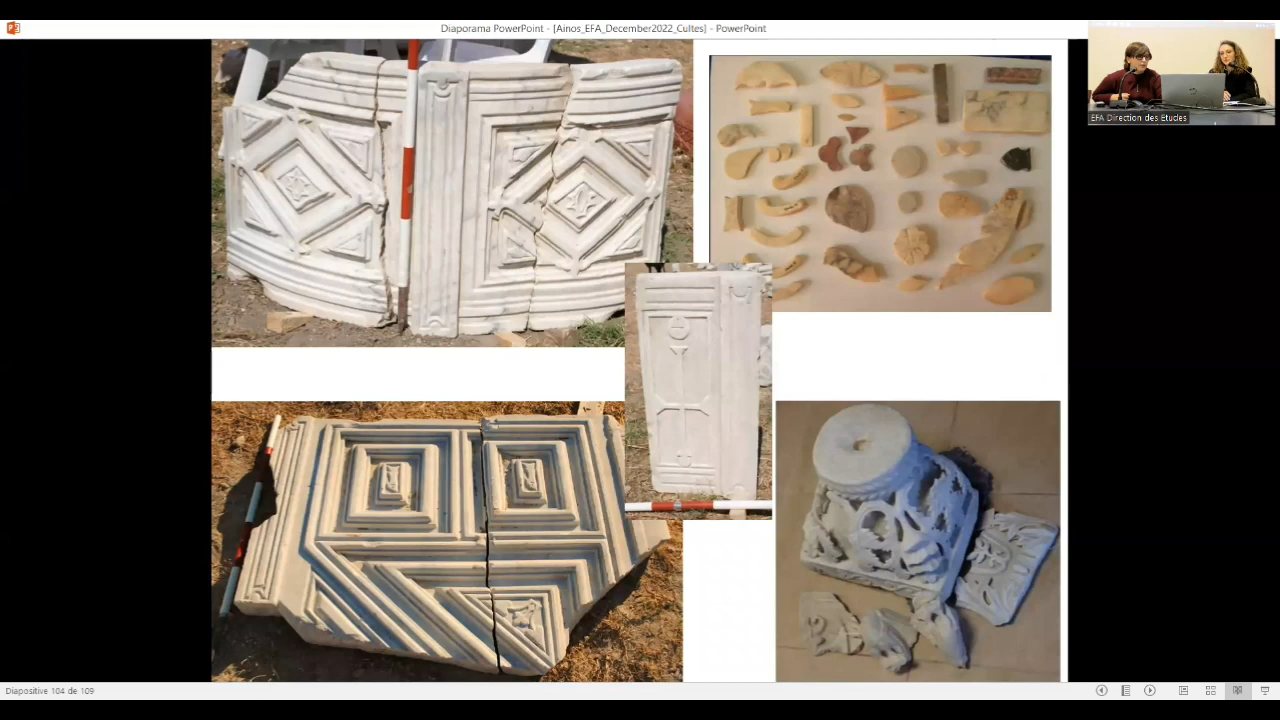 Diaporama PowerPoint - [Ainos_EFA_December2022_Cultes] - PowerPoint
EFA Direction des Etudes
Diapositive 104 de 109